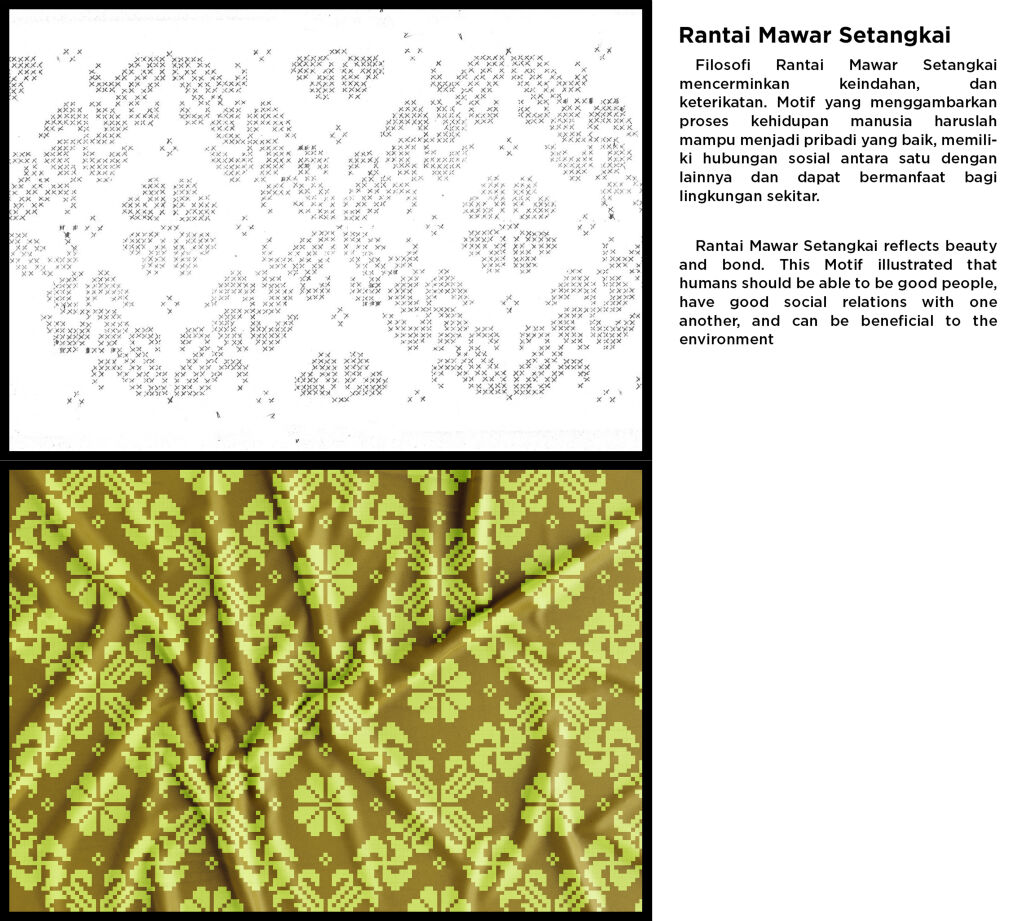 Rantai Mawar Setangkai
Filosofi Rantai Mawar Setangkai
mencerminkan keindahan, dan
keterikatan. Motif yang menggambarkan
proses kehidupan manusia haruslah
mampu menjadi pribadi yang baik, memili-
ki hubungan sosial antara satu dengan
lainnya dan dapat bermanfaat bagi
lingkungan sekitar.
Rantai Mawar Setangkai reflects beauty
and bond. This Motif illustrated that
humans should be able to be good people,
have good social relations with one
another, and can be beneficial to the
environment